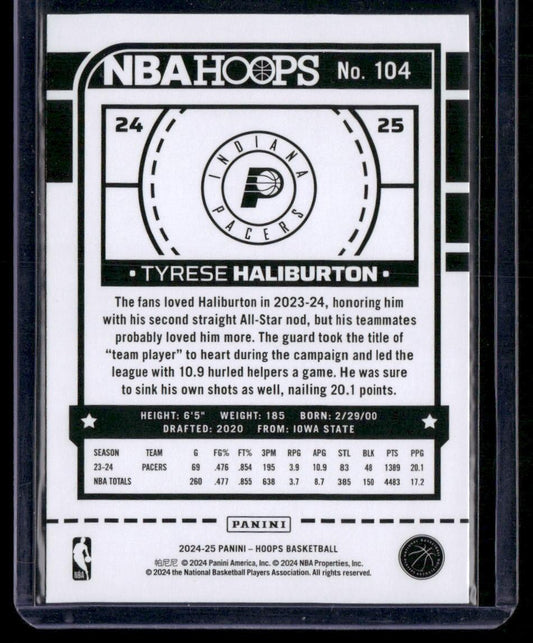 NBA HOOPS No. 104
24 25
INDIANA
P
PACERS
• TYRESE HALIBURTON •
The fans loved Haliburton in 2023-24, honoring him
with his second straight All-Star nod, but his teammates
probably loved him more. The guard took the title of
“team player” to heart during the campaign and led the
league with 10.9 hurled helpers a game. He was sure
to sink his own shots as well, nailing 20.1 points.
HEIGHT: 6'5" WEIGHT: 185 BORN: 2/29/00
DRAFTED: 2020 FROM: IOWA STATE
SEASON TEAM G FG% FT% 3PM RPG APG STL BLK PTS PPG
23-24 PACERS 69 .476 .854 195 3.9 10.9 83 48 1389 20.1
NBA TOTALS 260 .477 .855 638 3.7 8.7 385 150 4483 17.2
PANINI
2024-25 PANINI – HOOPS BASKETBALL
帕尼尼 © 2024 Panini America, Inc. © 2024 NBA Properties, Inc.
© 2024 the National Basketball Players Association. All rights reserved.
NBA